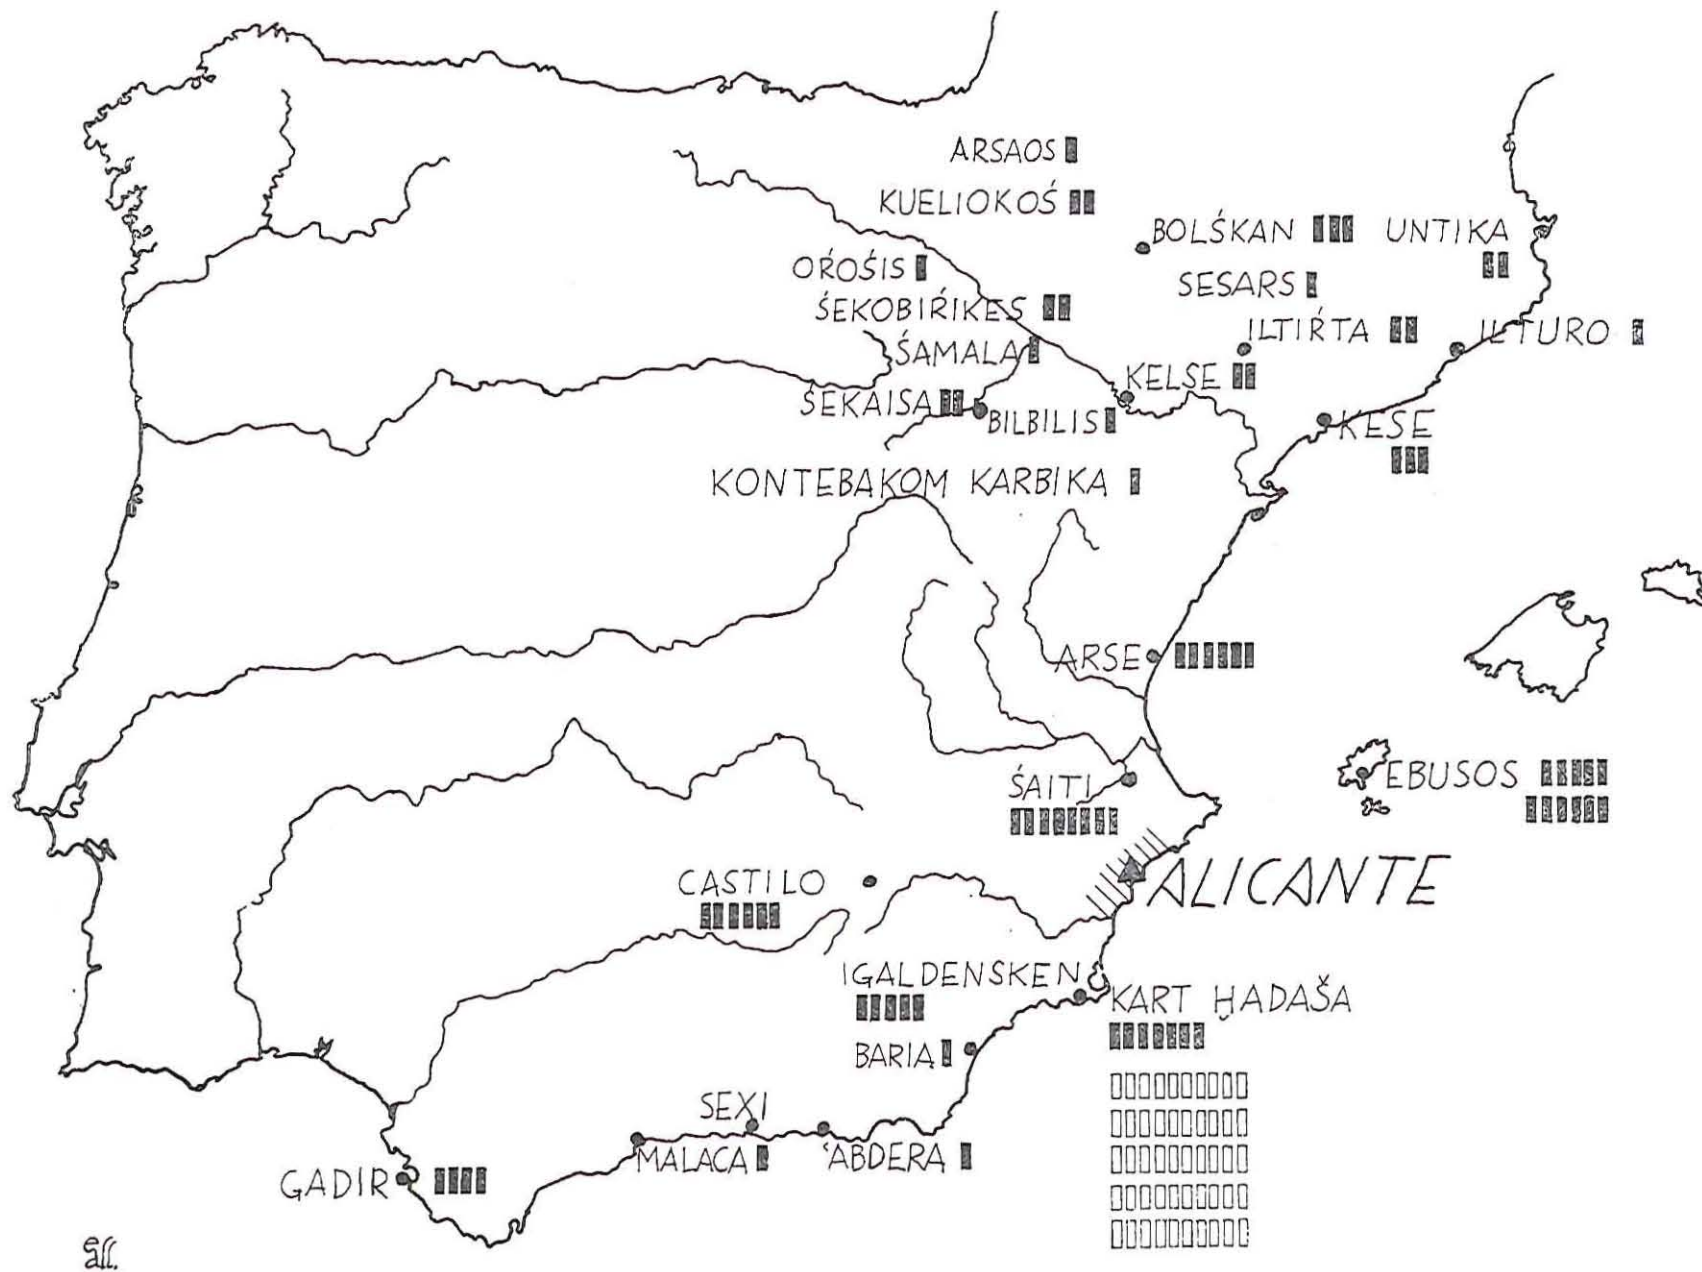 ARSAOS
KUELIOKOŚ
BOLŚKAN
UNTIKA
OŔOŚIS
SESARS
ŚEKOBIŔIKES
ILTIŔTA
ILTURO
ŚAMALA
KELSE
ŚEKAISA
BILBILIS
KESE
KONTEBAKOM KARBIKA
ARSE
EBUSOS
ŚAITI
CASTILO
ALICANTE
IGALDENSKEN
KART ḤADAŠA
BARIA
SEXI
MALACA
'ABDERA
GADIR